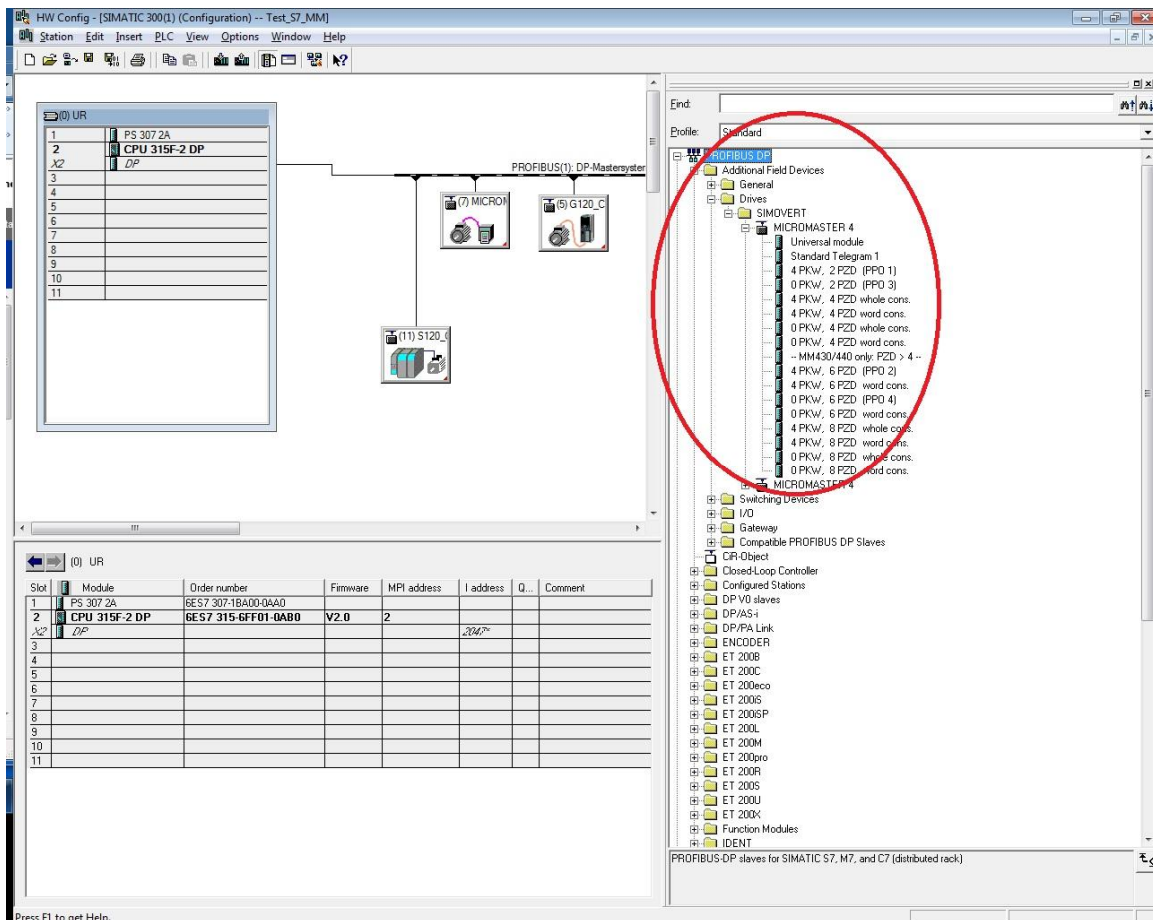 HW Config - [SIMATIC 300(1) (Configuration) -- Test_S7_MM]
Station Edit Insert PLC View Options Window Help
(0) UR
1 PS 307 2A
2 CPU 315F-2 DP
X2 DP
3
4
5
6
7
8
9
10
11
PROFIBUS(1): DP-Mastersyster
(7) MICROM
(5) G120_C
(11) S120_
Find:
Profile: Standard
PROFIBUS DP
Additional Field Devices
General
Drives
SIMOVERT
MICROMASTER 4
Universal module
Standard Telegram 1
4 PKW, 2 PZD (PPO 1)
0 PKW, 2 PZD (PPO 3)
4 PKW, 4 PZD whole cons.
4 PKW, 4 PZD word cons.
0 PKW, 4 PZD whole cons.
0 PKW, 4 PZD word cons.
-- MM430/440 only: PZD > 4 --
4 PKW, 6 PZD (PPO 2)
4 PKW, 6 PZD word cons.
0 PKW, 6 PZD (PPO 4)
0 PKW, 6 PZD word cons.
4 PKW, 8 PZD whole cons.
4 PKW, 8 PZD word cons.
0 PKW, 8 PZD whole cons.
0 PKW, 8 PZD word cons.
MICROMASTER 4
Switching Devices
I/O
Gateway
Compatible PROFIBUS DP Slaves
CiR-Object
Closed-Loop Controller
Configured Stations
DP V0 slaves
DP/AS-i
DP/PA Link
ENCODER
ET 200B
ET 200C
ET 200eco
ET 200iS
ET 200iSP
ET 200L
ET 200M
ET 200pro
ET 200R
ET 200S
ET 200U
ET 200X
Function Modules
IDENT
PROFIBUS-DP slaves for SIMATIC S7, M7, and C7 (distributed rack)
(0) UR
Slot Module Order number Firmware MPI address I address Q... Comment
1 PS 307 2A 6ES7 307-1BA00-0AA0
2 CPU 315F-2 DP 6ES7 315-6FF01-0AB0 V2.0 2
X2 DP 2047*
3
4
5
6
7
8
9
10
11
Press F1 to get Help.